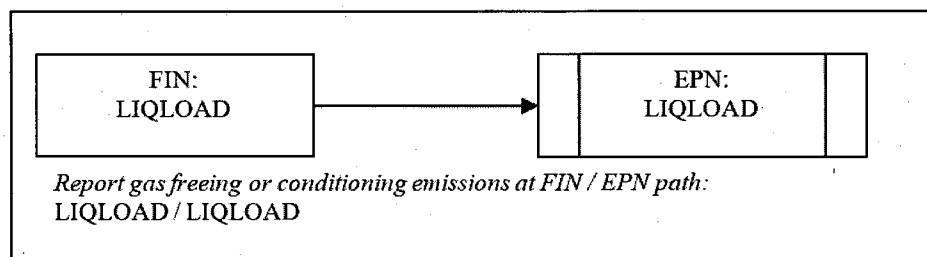 FIN:
LIQLOAD
EPN:
LIQLOAD
Report gas freeing or conditioning emissions at FIN / EPN path:
LIQLOAD / LIQLOAD